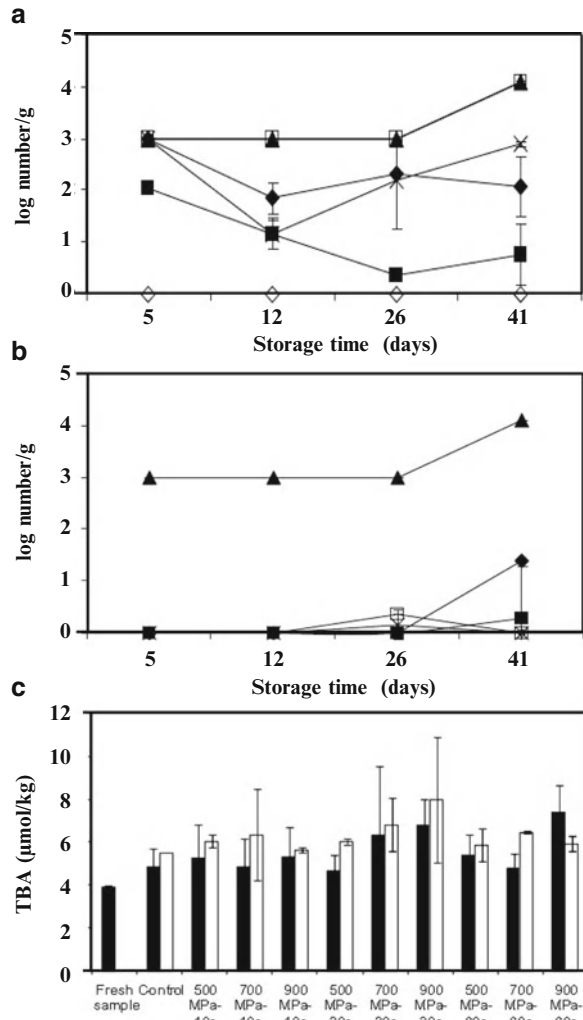 a
5
4
3
2
1
0
log number/g
5 12 26 41
Storage time (days)
b
5
4
3
2
1
0
log number/g
5 12 26 41
Storage time (days)
c
12
10
8
6
4
2
0
TBA (µmol/kg)
Fresh Control 500 700 900 500 700 900 500 700 900
sample MPa- MPa- MPa- MPa- MPa- MPa- MPa- MPa- MPa-